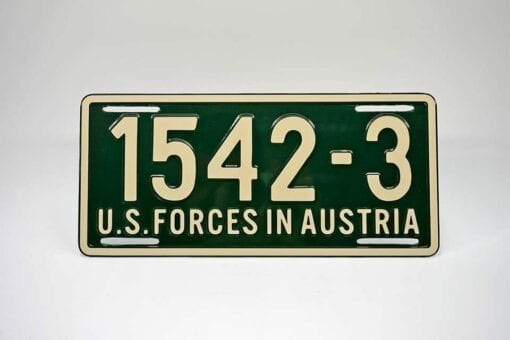 1542-3
U.S. FORCES IN AUSTRIA